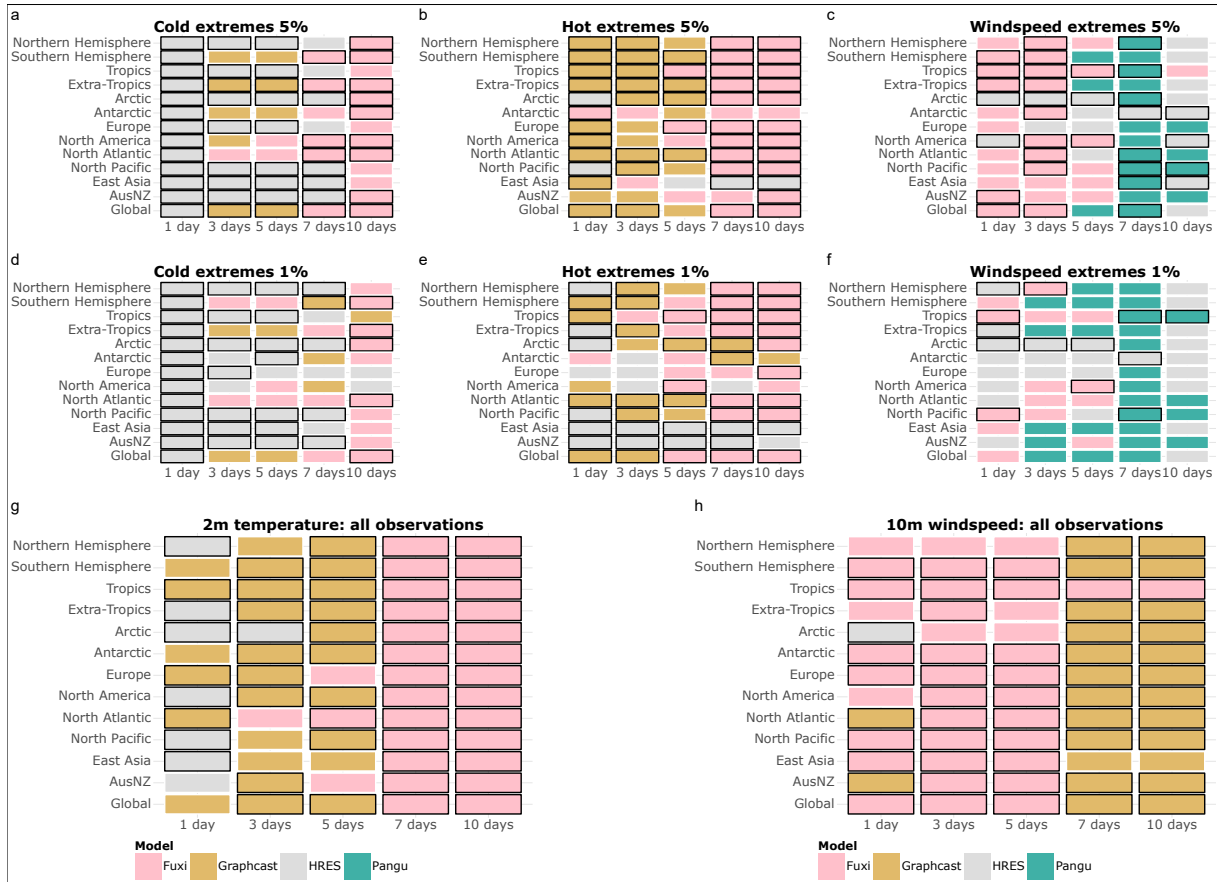 a
Cold extremes 5%
Northern Hemisphere
Southern Hemisphere
Tropics
Extra-Tropics
Arctic
Antarctic
Europe
North America
North Atlantic
North Pacific
East Asia
AusNZ
Global
1 day 3 days 5 days 7 days 10 days
b
Hot extremes 5%
Northern Hemisphere
Southern Hemisphere
Tropics
Extra-Tropics
Arctic
Antarctic
Europe
North America
North Atlantic
North Pacific
East Asia
AusNZ
Global
1 day 3 days 5 days 7 days 10 days
c
Windspeed extremes 5%
Northern Hemisphere
Southern Hemisphere
Tropics
Extra-Tropics
Arctic
Antarctic
Europe
North America
North Atlantic
North Pacific
East Asia
AusNZ
Global
1 day 3 days 5 days 7 days 10 days
d
Cold extremes 1%
Northern Hemisphere
Southern Hemisphere
Tropics
Extra-Tropics
Arctic
Antarctic
Europe
North America
North Atlantic
North Pacific
East Asia
AusNZ
Global
1 day 3 days 5 days 7 days 10 days
e
Hot extremes 1%
Northern Hemisphere
Southern Hemisphere
Tropics
Extra-Tropics
Arctic
Antarctic
Europe
North America
North Atlantic
North Pacific
East Asia
AusNZ
Global
1 day 3 days 5 days 7 days 10 days
f
Windspeed extremes 1%
Northern Hemisphere
Southern Hemisphere
Tropics
Extra-Tropics
Arctic
Antarctic
Europe
North America
North Atlantic
North Pacific
East Asia
AusNZ
Global
1 day 3 days 5 days 7 days 10 days
g
2m temperature: all observations
Northern Hemisphere
Southern Hemisphere
Tropics
Extra-Tropics
Arctic
Antarctic
Europe
North America
North Atlantic
North Pacific
East Asia
AusNZ
Global
1 day 3 days 5 days 7 days 10 days
Model
Fuxi Graphcast HRES Pangu
h
10m windspeed: all observations
Northern Hemisphere
Southern Hemisphere
Tropics
Extra-Tropics
Arctic
Antarctic
Europe
North America
North Atlantic
North Pacific
East Asia
AusNZ
Global
1 day 3 days 5 days 7 days 10 days
Model
Fuxi Graphcast HRES Pangu